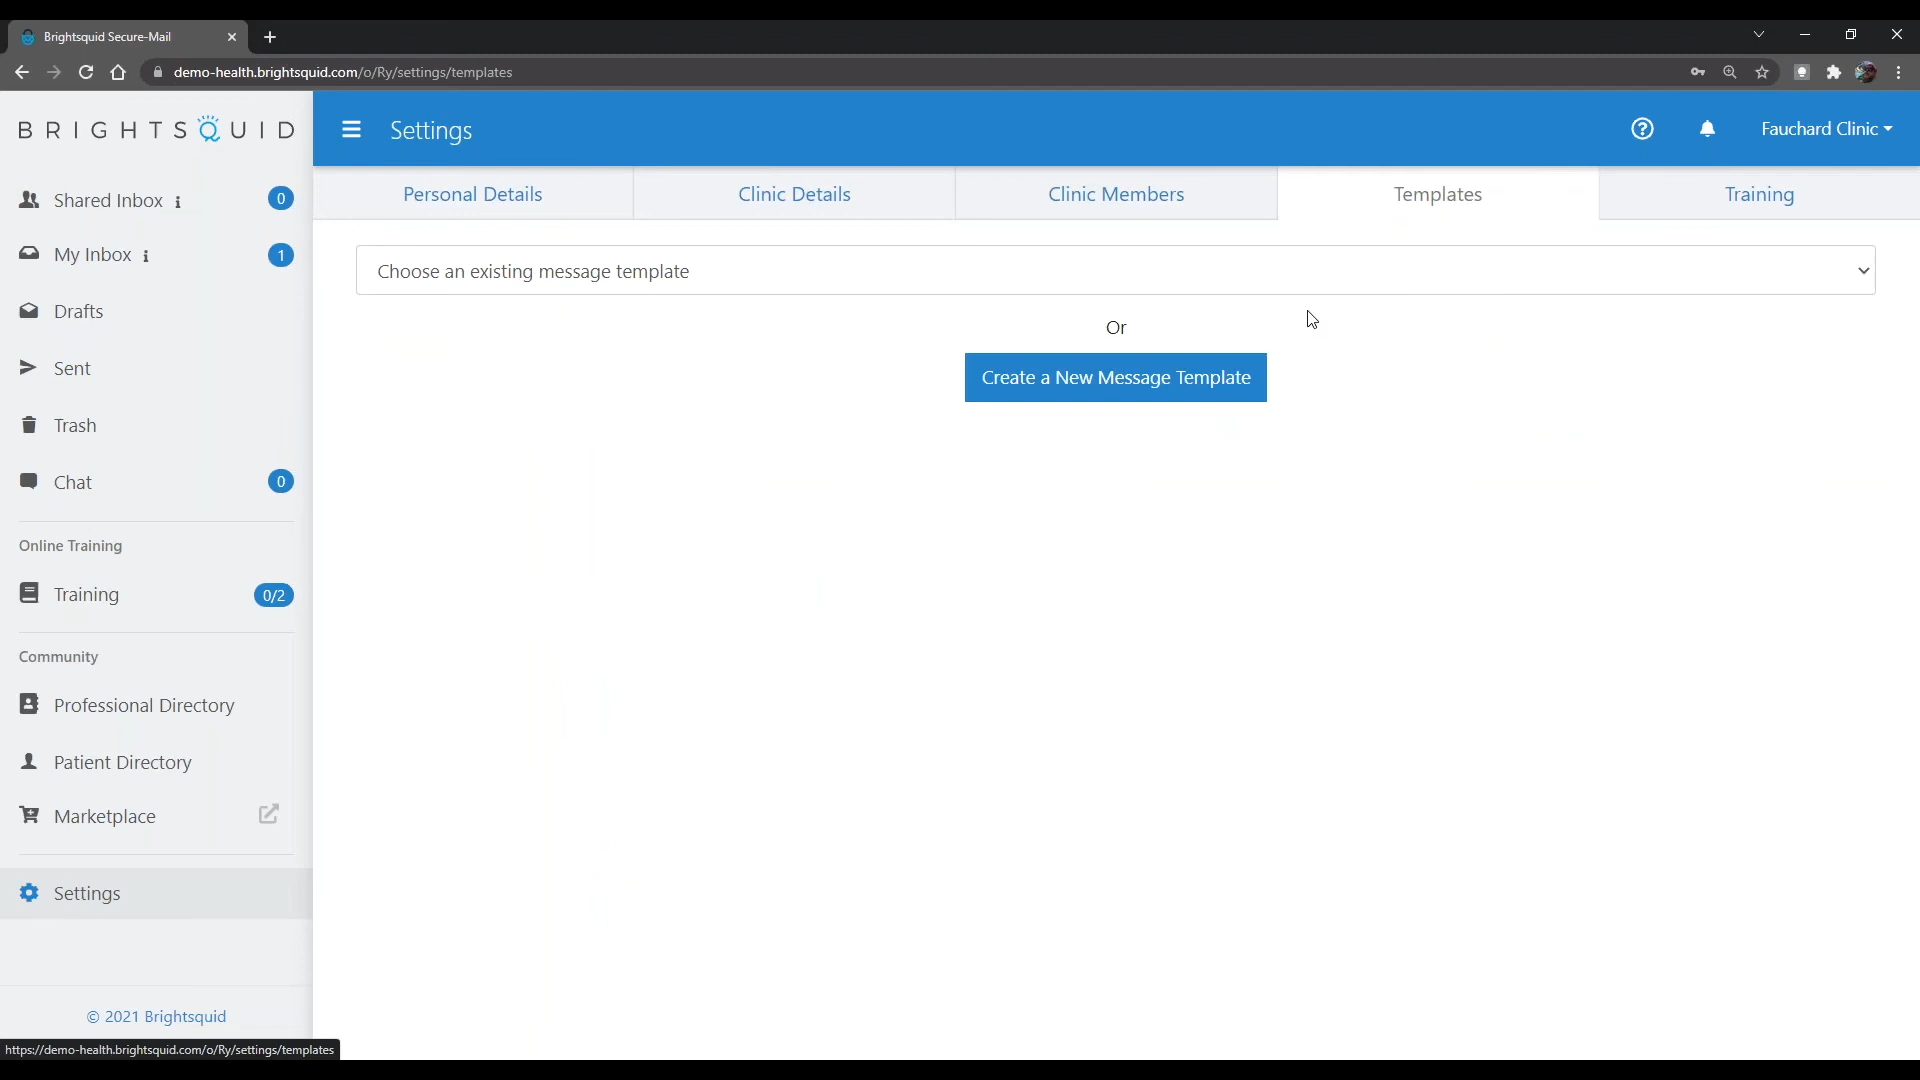 Brightsquid Secure-Mail
demo-health.brightsquid.com/o/Ry/settings/templates
BRIGHTSQUID
Settings
Fauchard Clinic
Shared Inbox i 0
My Inbox i 1
Drafts
Sent
Trash
Chat 0
Online Training
Training 0/2
Community
Professional Directory
Patient Directory
Marketplace
Settings
© 2021 Brightsquid
https://demo-health.brightsquid.com/o/Ry/settings/templates
Personal Details
Clinic Details
Clinic Members
Templates
Training
Choose an existing message template
Or
Create a New Message Template